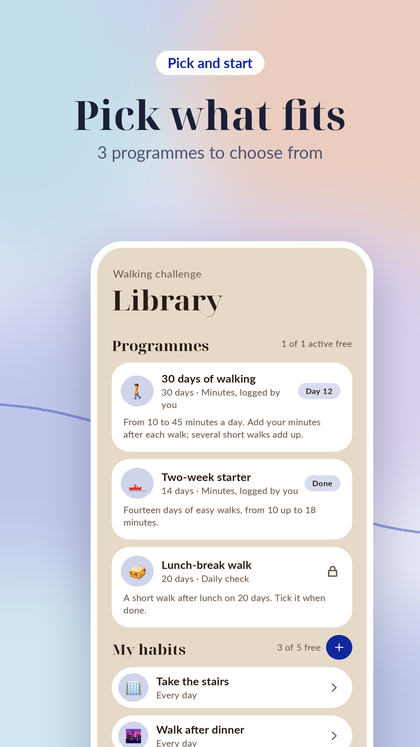 Pick and start
Pick what fits
3 programmes to choose from
Walking challenge
Library
Programmes
1 of 1 active free
30 days of walking
30 days · Minutes, logged by
you
Day 12
From 10 to 45 minutes a day. Add your minutes
after each walk; several short walks add up.
Two-week starter
14 days · Minutes, logged by you
Done
Fourteen days of easy walks, from 10 up to 18
minutes.
Lunch-break walk
20 days · Daily check
A short walk after lunch on 20 days. Tick it when
done.
My habits
3 of 5 free
Take the stairs
Every day
Walk after dinner
Every day